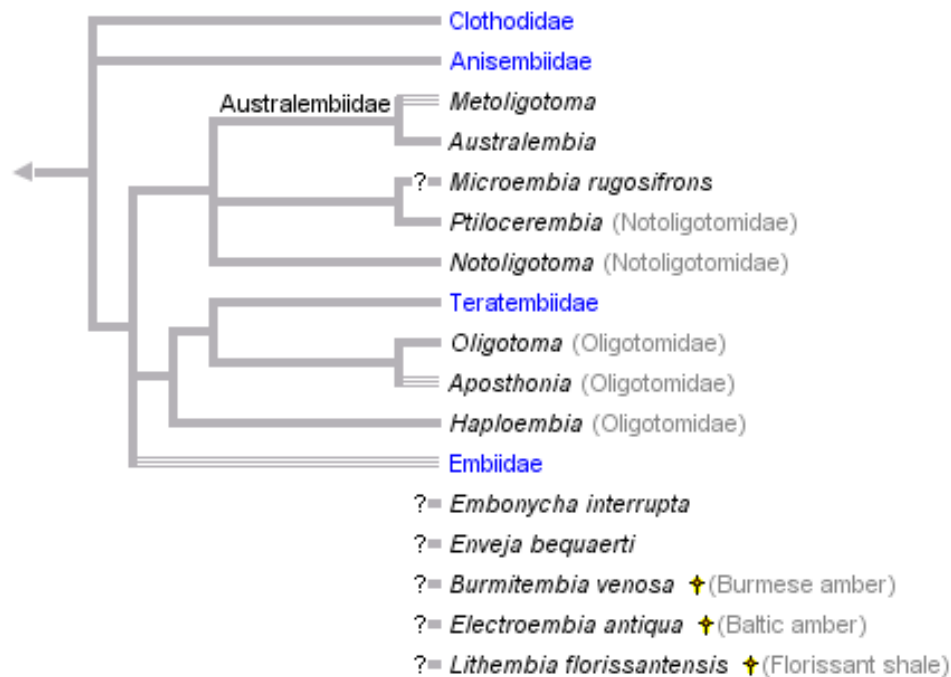 Clothodidae
Anisembiidae
Australembiidae
Metoligotoma
Australembia
?Microembia rugosifrons
Ptilocerembia (Notoligotomidae)
Notoligotoma (Notoligotomidae)
Teratembiidae
Oligotoma (Oligotomidae)
Aposthonia (Oligotomidae)
Haploembia (Oligotomidae)
Embiidae
? Embonycha interrupta
? Enveja bequaerti
? Burmitembia venosa (Burmese amber)
? Electroembia antiqua (Baltic amber)
? Lithembia florissantensis (Florissant shale)